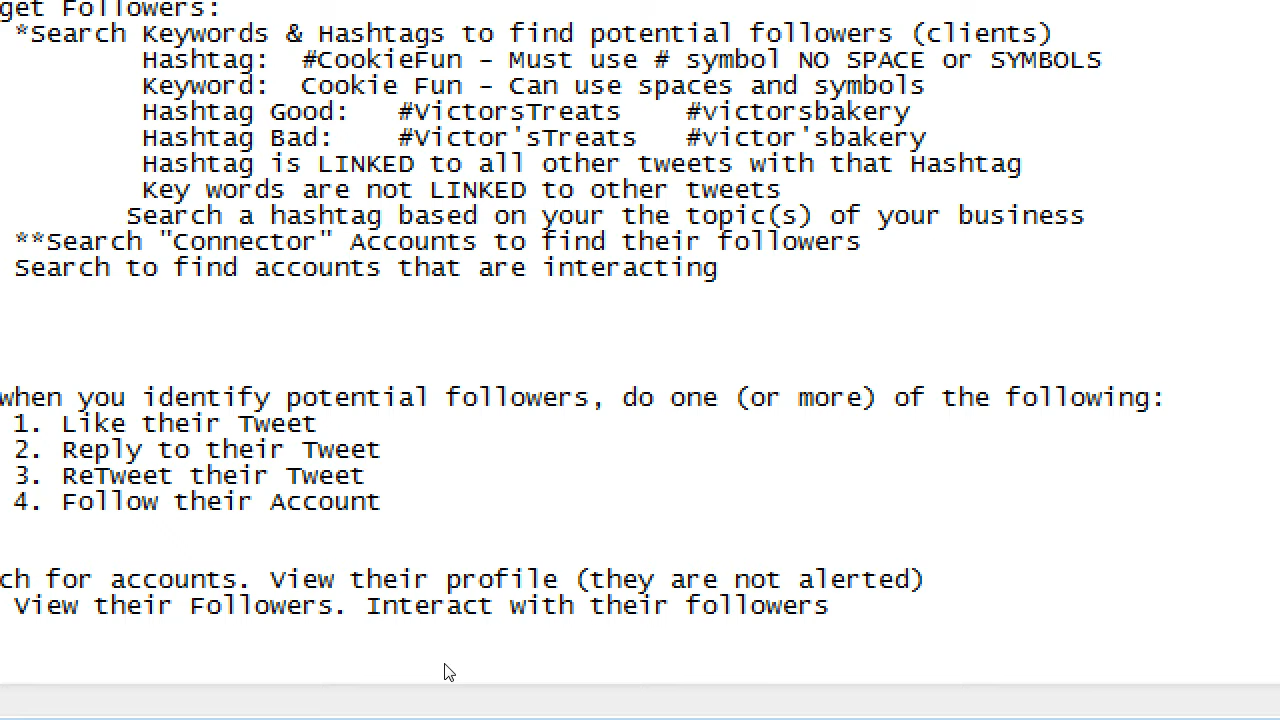 get Followers:
*Search Keywords & Hashtags to find potential followers (clients)
Hashtag: #CookieFun - Must use # symbol NO SPACE or SYMBOLS
Keyword: Cookie Fun - Can use spaces and symbols
Hashtag Good: #VictorsTreats #victorsbakery
Hashtag Bad: #Victor'sTreats #victor'sbakery
Hashtag is LINKED to all other tweets with that Hashtag
Key words are not LINKED to other tweets
Search a hashtag based on your the topic(s) of your business
**Search "Connector" Accounts to find their followers
Search to find accounts that are interacting
when you identify potential followers, do one (or more) of the following:
1. Like their Tweet
2. Reply to their Tweet
3. ReTweet their Tweet
4. Follow their Account
ch for accounts. View their profile (they are not alerted)
View their Followers. Interact with their followers